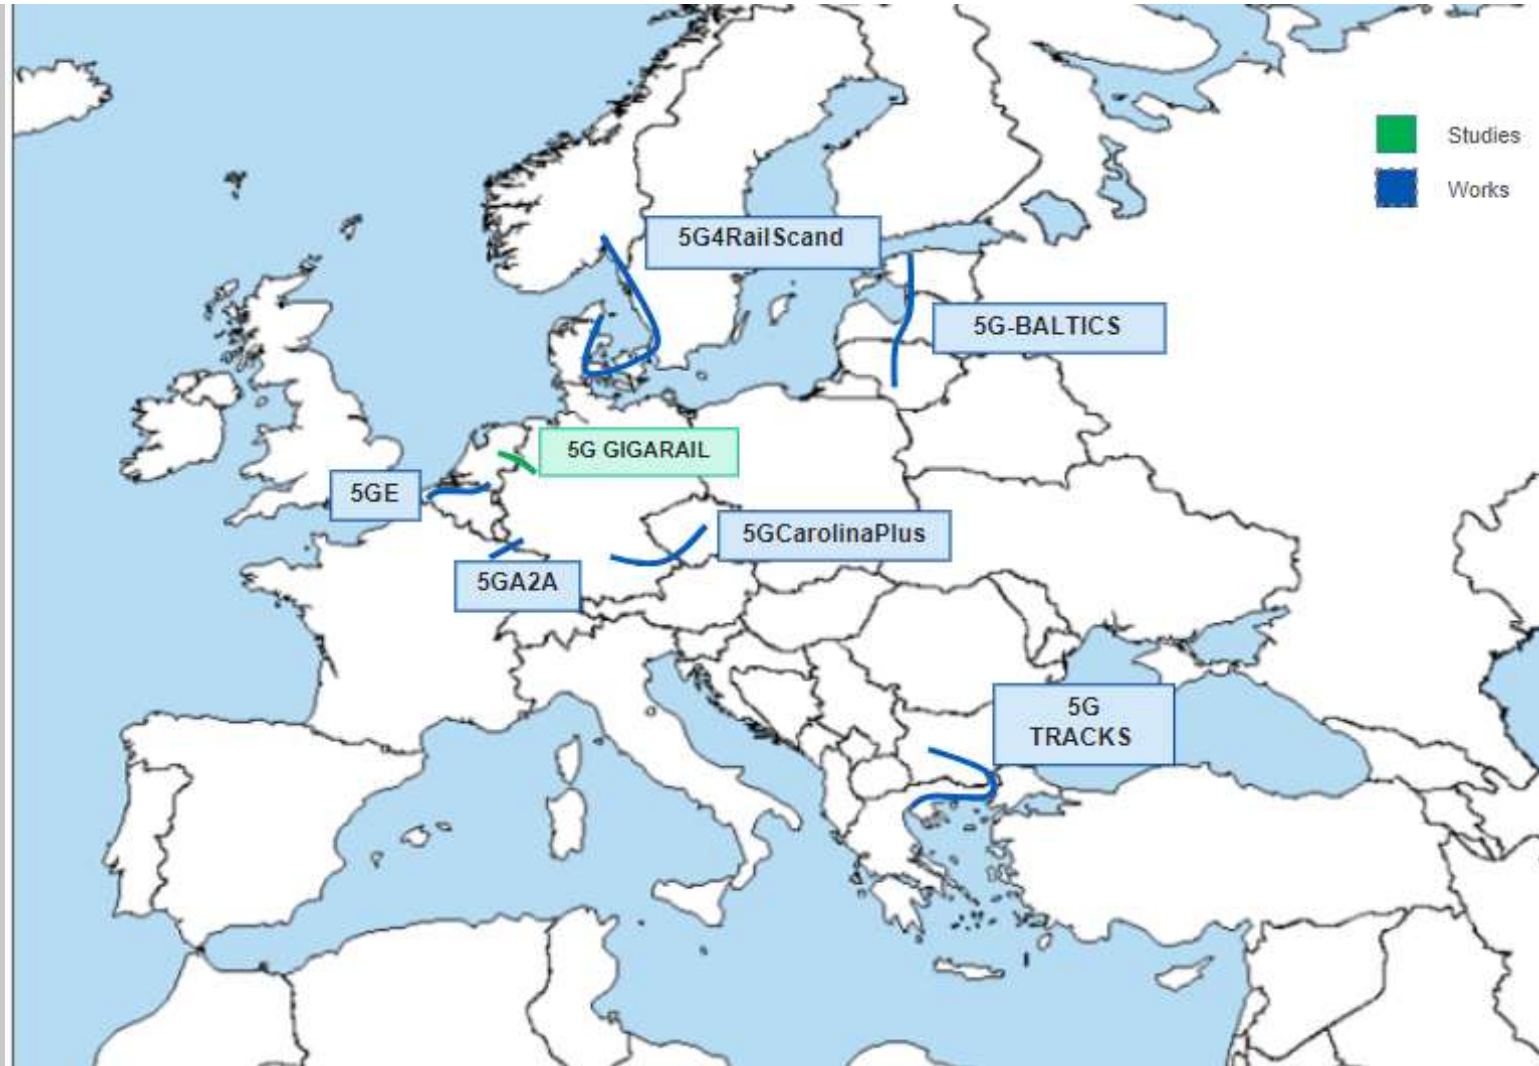 Studies
Works
5G4RailScand
5G-BALTICS
5G GIGARAIL
5GE
5GCarolinaPlus
5GA2A
5G
TRACKS